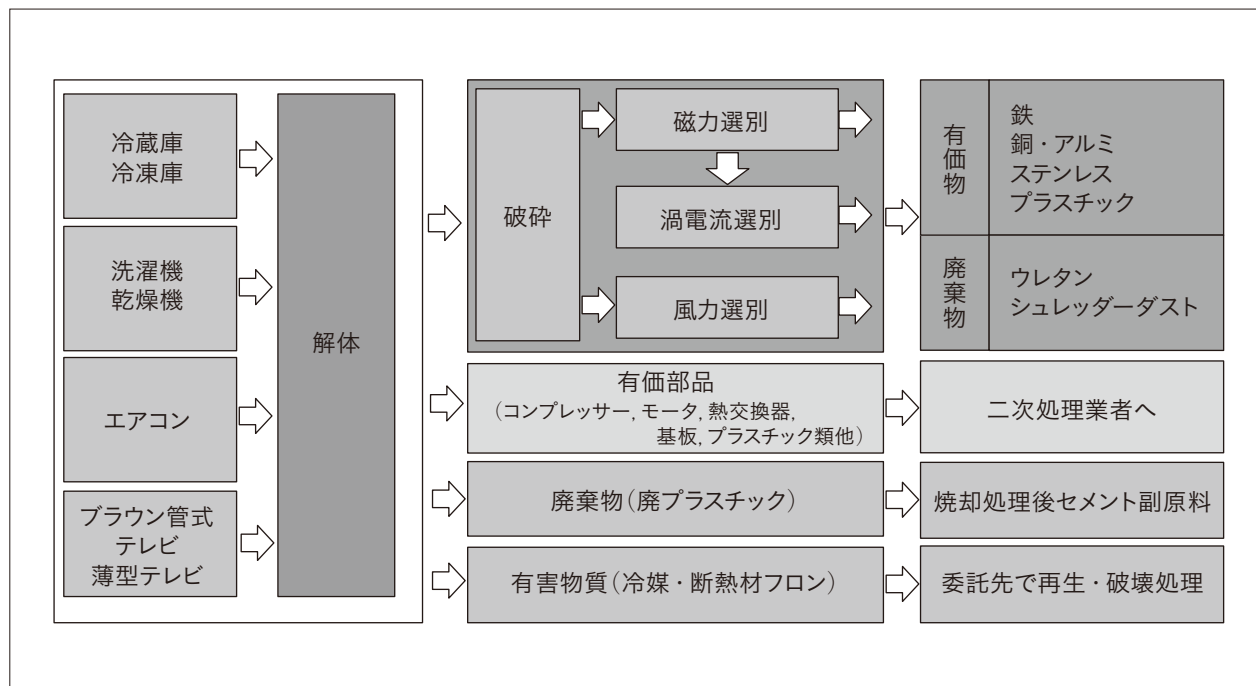 冷蔵庫
冷凍庫
洗濯機
乾燥機
エアコン
ブラウン管式
テレビ
薄型テレビ
解体
破砕
磁力選別
渦電流選別
風力選別
有価物
鉄
銅・アルミ
ステンレス
プラスチック
廃棄物
ウレタン
シュレッダーダスト
有価部品
（コンプレッサー, モータ, 熱交換器,
基板, プラスチック類他）
二次処理業者へ
廃棄物（廃プラスチック）
焼却処理後セメント副原料
有害物質（冷媒・断熱材フロン）
委託先で再生・破壊処理